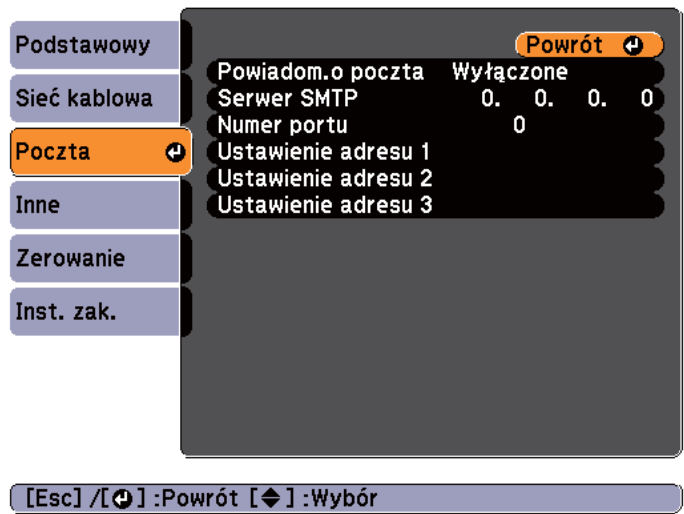 Podstawowy
Sieć kablowa
Poczta
Inne
Zerowanie
Inst. zak.
Powrót
Powiadom.o poczta Wyłączone
Serwer SMTP 0. 0. 0. 0
Numer portu 0
Ustawienie adresu 1
Ustawienie adresu 2
Ustawienie adresu 3
[Esc] /[⏎] :Powrót [◆] :Wybór